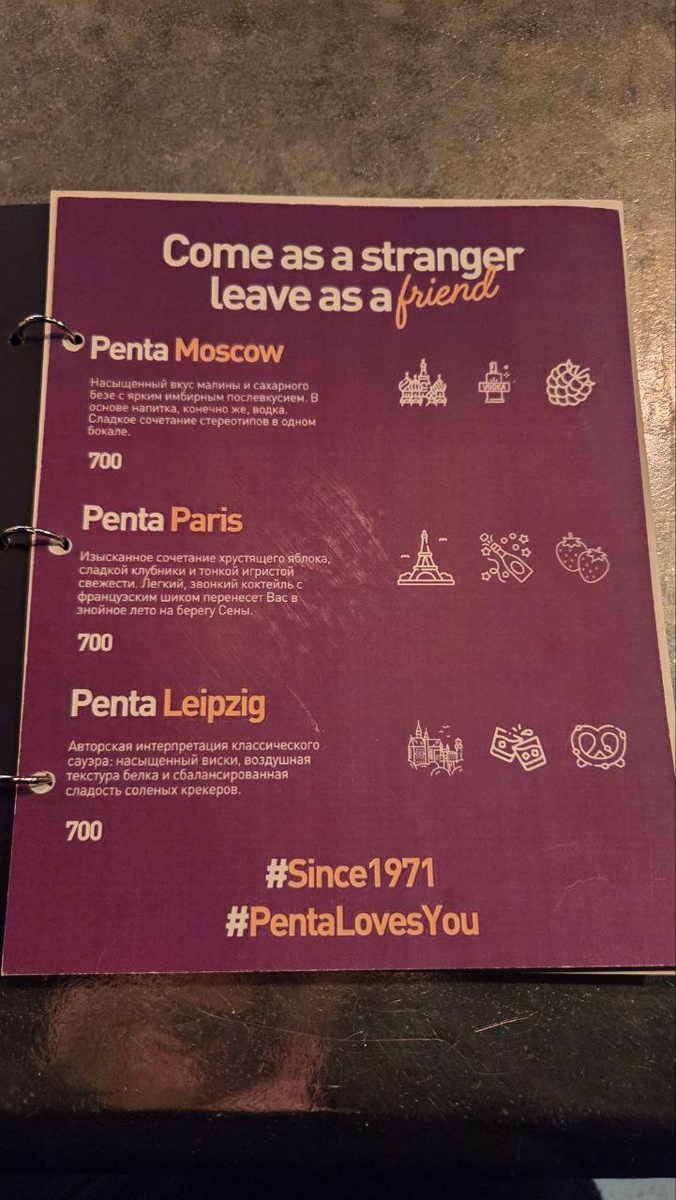 Come as a stranger
leave as a friend
Penta Moscow
Насыщенный вкус малины и сахарного
безе с ярким имбирным послевкусием. В
основе напитка, конечно же, водка.
Сладкое сочетание стереотипов в одном
бокале.
VODKA
700
Penta Paris
Изысканное сочетание хрустящего яблока,
сладкой клубники и тонкой игристой
свежести. Легкий, звонкий коктейль с
французским шиком перенесет Вас в
знойное лето на берегу Сены.
700
Penta Leipzig
Авторская интерпретация классического
сауэра: насыщенный виски, воздушная
текстура белка и сбалансированная
сладость соленых крекеров.
700
#Since1971
#PentaLovesYou